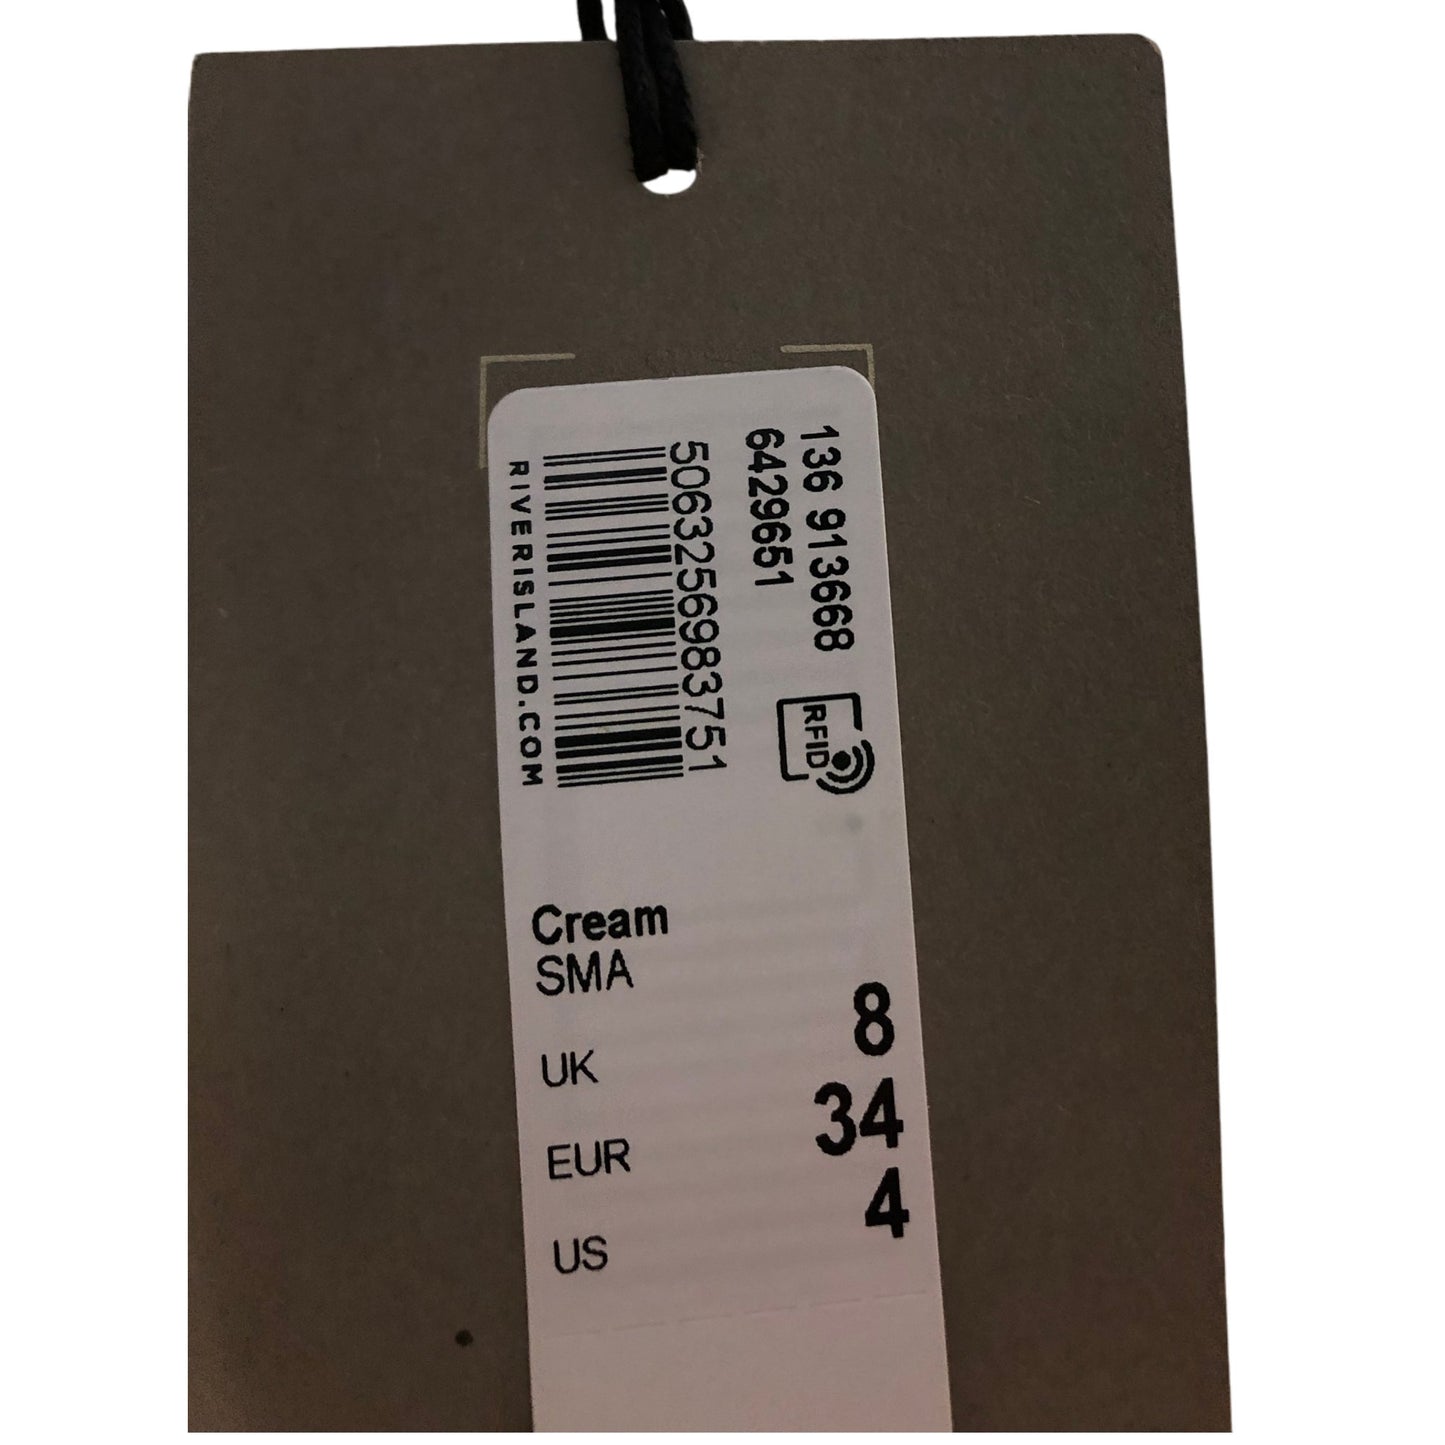 136 913668
6429651
5063256983751
RIVERISLAND.COM
RFID
Cream
SMA
UK 8
EUR 34
US 4